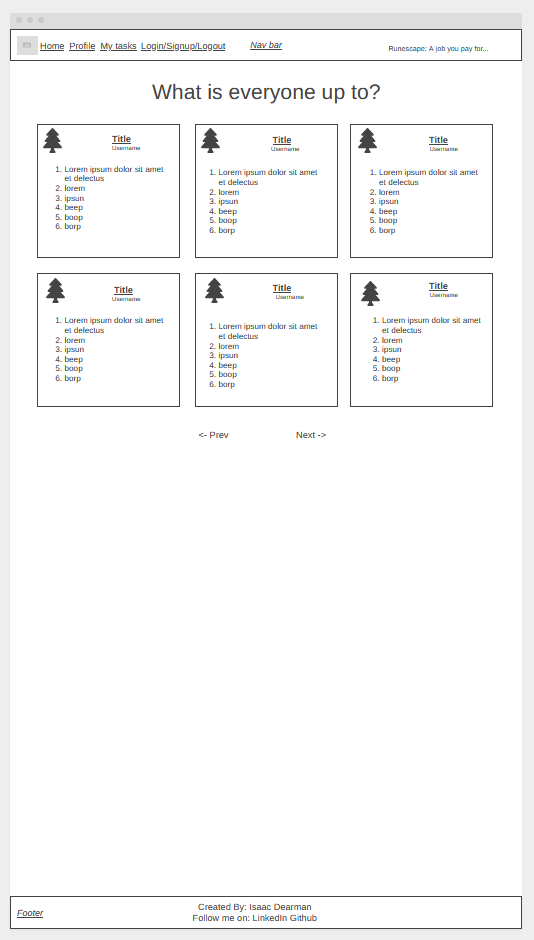 Home Profile My tasks Login/Signup/Logout Nav bar Runescape: A job you pay for...
What is everyone up to?
Title
Username
1. Lorem ipsum dolor sit amet
et delectus
2. lorem
3. ipsun
4. beep
5. boop
6. borp
Title
Username
1. Lorem ipsum dolor sit amet
et delectus
2. lorem
3. ipsun
4. beep
5. boop
6. borp
Title
Username
1. Lorem ipsum dolor sit amet
et delectus
2. lorem
3. ipsun
4. beep
5. boop
6. borp
Title
Username
1. Lorem ipsum dolor sit amet
et delectus
2. lorem
3. ipsun
4. beep
5. boop
6. borp
Title
Username
1. Lorem ipsum dolor sit amet
et delectus
2. lorem
3. ipsun
4. beep
5. boop
6. borp
Title
Username
1. Lorem ipsum dolor sit amet
et delectus
2. lorem
3. ipsun
4. beep
5. boop
6. borp
<- Prev Next ->
Footer
Created By: Isaac Dearman
Follow me on: LinkedIn Github